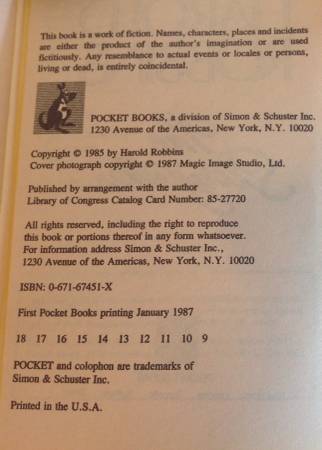 This book is a work of fiction. Names, characters, places and incidents
are either the product of the author's imagination or are used
fictitiously. Any resemblance to actual events or locales or persons,
living or dead, is entirely coincidental.
POCKET BOOKS, a division of Simon & Schuster Inc.
1230 Avenue of the Americas, New York, N.Y. 10020
Copyright © 1985 by Harold Robbins
Cover photograph copyright © 1987 Magic Image Studio, Ltd.
Published by arrangement with the author
Library of Congress Catalog Card Number: 85-27720
All rights reserved, including the right to reproduce
this book or portions thereof in any form whatsoever.
For information address Simon & Schuster Inc.,
1230 Avenue of the Americas, New York, N.Y. 10020
ISBN: 0-671-67451-X
First Pocket Books printing January 1987
18 17 16 15 14 13 12 11 10 9
POCKET and colophon are trademarks of
Simon & Schuster Inc.
Printed in the U.S.A.